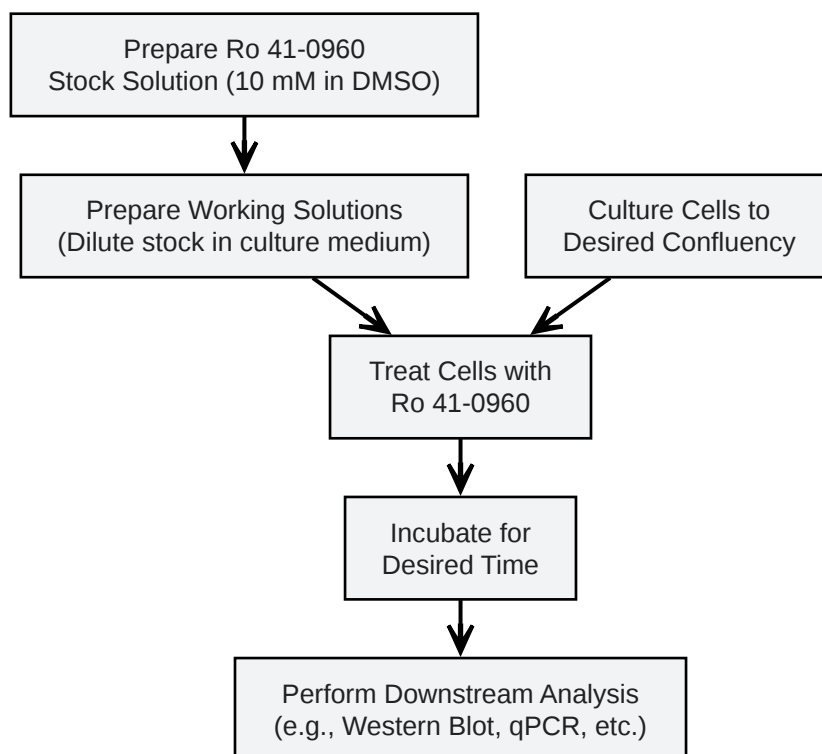 Prepare Ro 41-0960
Stock Solution (10 mM in DMSO)
Prepare Working Solutions
(Dilute stock in culture medium)
Culture Cells to
Desired Confluency
Treat Cells with
Ro 41-0960
Incubate for
Desired Time
Perform Downstream Analysis
(e.g., Western Blot, qPCR, etc.)